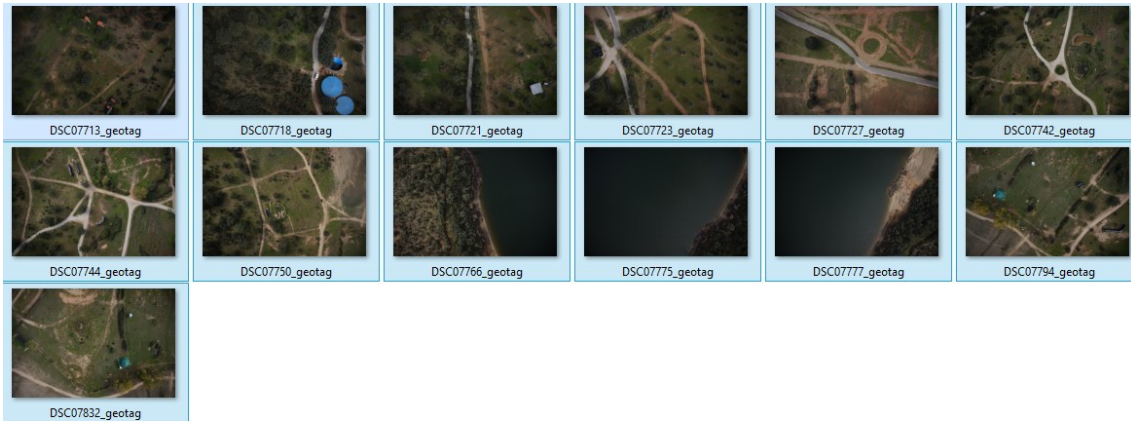 DSC07713_geotag
DSC07718_geotag
DSC07721_geotag
DSC07723_geotag
DSC07727_geotag
DSC07742_geotag
DSC07744_geotag
DSC07750_geotag
DSC07766_geotag
DSC07775_geotag
DSC07777_geotag
DSC07794_geotag
DSC07832_geotag